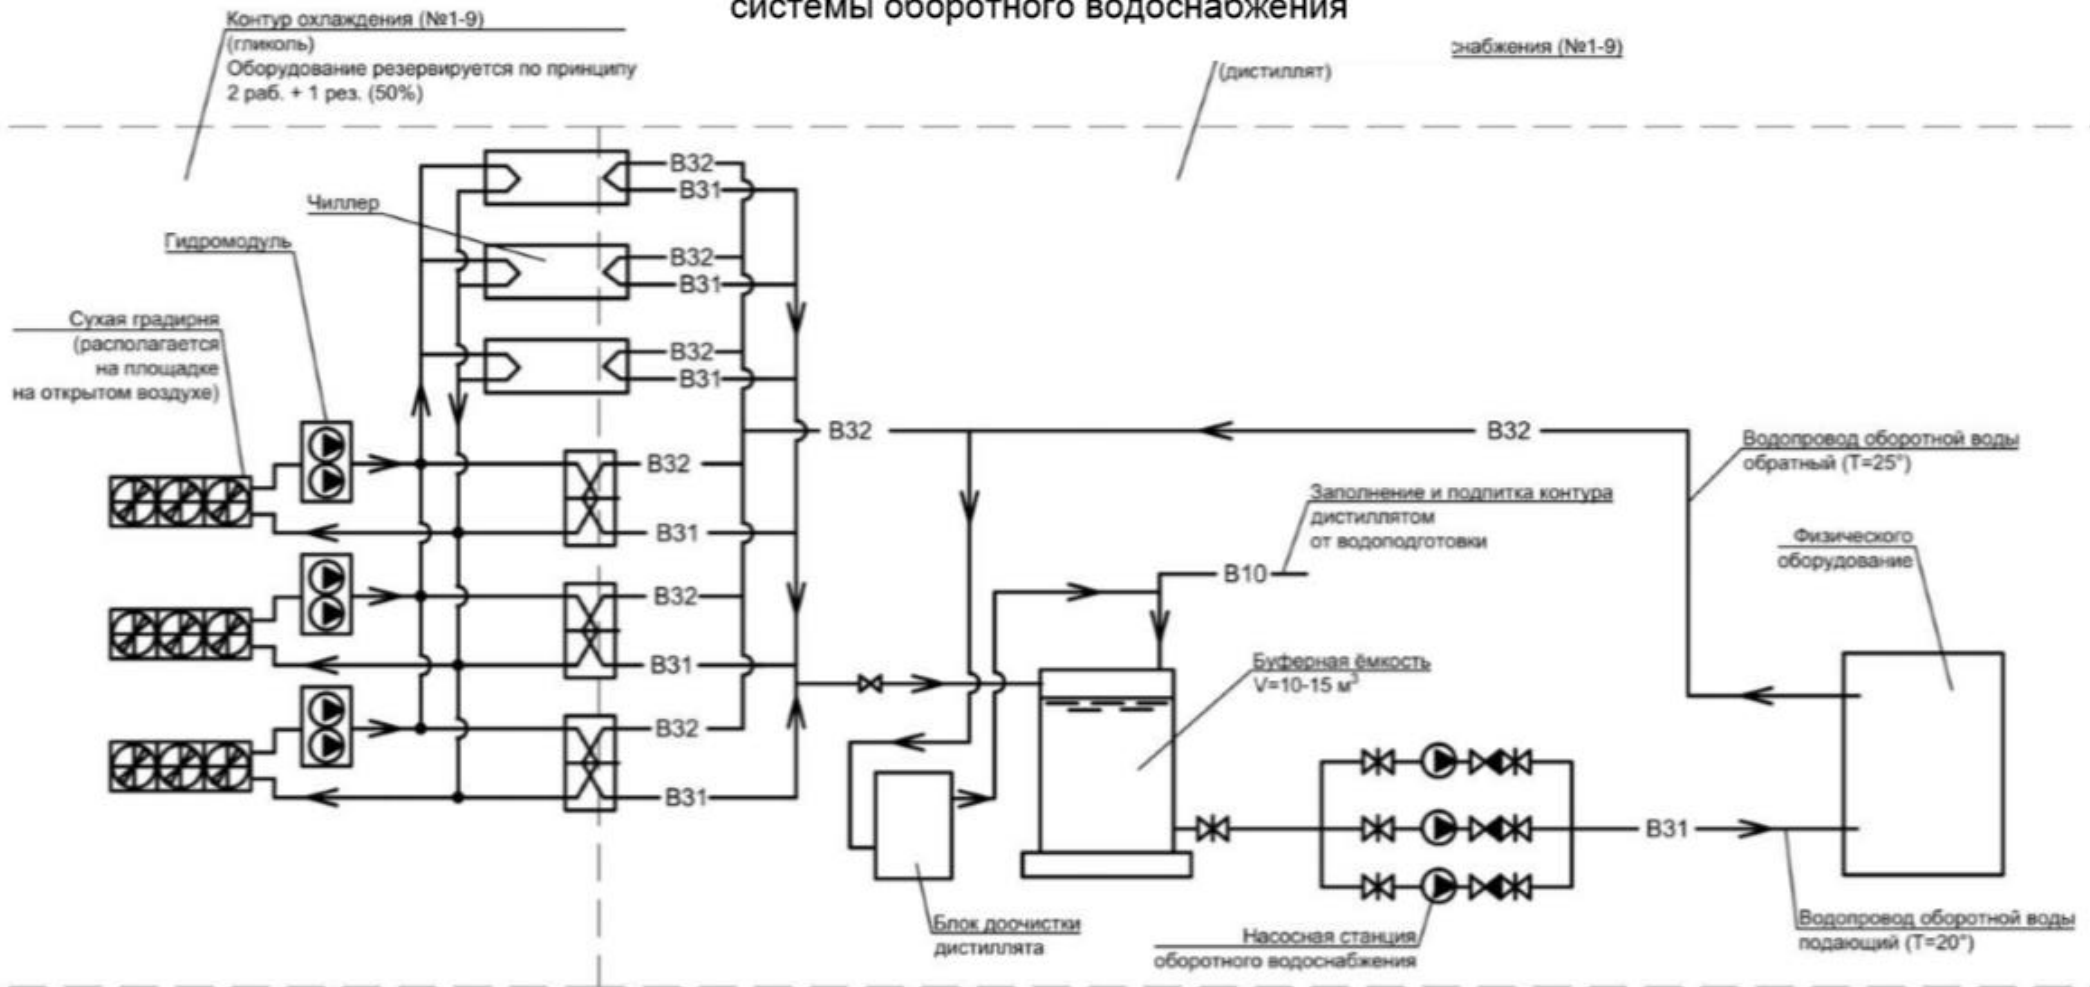 системы оборотного водоснабжения
Контур охлаждения (№1-9)
(гликоль)
Оборудование резервируется по принципу
2 раб. + 1 рез. (50%)
снабжения (№1-9)
(дистиллят)
Чиллер
Гидромодуль
Сухая градирня
(располагается
на площадке
на открытом воздухе)
В32
В31
В32
В31
В32
В31
В32
В32
В32
В31
В32
В31
В32
В31
Водопровод оборотной воды
обратный (Т=25°)
Заполнение и подпитка контура
дистиллятом
от водоподготовки
В10
Физического
оборудование
Буферная ёмкость
V=10-15 м³
В31
Блок доочистки
дистиллята
Насосная станция
оборотного водоснабжения
Водопровод оборотной воды
подающий (Т=20°)